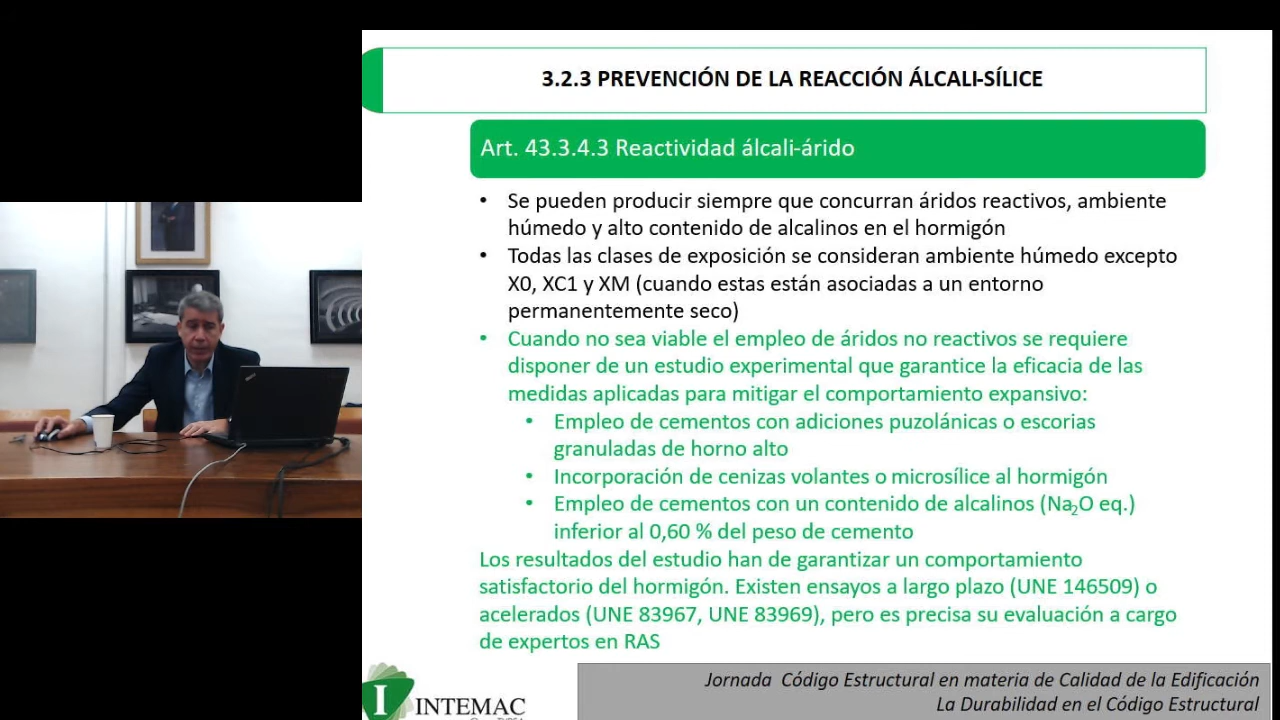 3.2.3 PREVENCIÓN DE LA REACCIÓN ÁLCALI-SÍLICE
Art. 43.3.4.3 Reactividad álcali-árido
• Se pueden producir siempre que concurran áridos reactivos, ambiente
húmedo y alto contenido de alcalinos en el hormigón
• Todas las clases de exposición se consideran ambiente húmedo excepto
X0, XC1 y XM (cuando estas están asociadas a un entorno
permanentemente seco)
• Cuando no sea viable el empleo de áridos no reactivos se requiere
disponer de un estudio experimental que garantice la eficacia de las
medidas aplicadas para mitigar el comportamiento expansivo:
• Empleo de cementos con adiciones puzolánicas o escorias
granuladas de horno alto
• Incorporación de cenizas volantes o microsílice al hormigón
• Empleo de cementos con un contenido de alcalinos (Na₂O eq.)
inferior al 0,60 % del peso de cemento
Los resultados del estudio han de garantizar un comportamiento
satisfactorio del hormigón. Existen ensayos a largo plazo (UNE 146509) o
acelerados (UNE 83967, UNE 83969), pero es precisa su evaluación a cargo
de expertos en RAS
I INTEMAC
Jornada Código Estructural en materia de Calidad de la Edificación
La Durabilidad en el Código Estructural